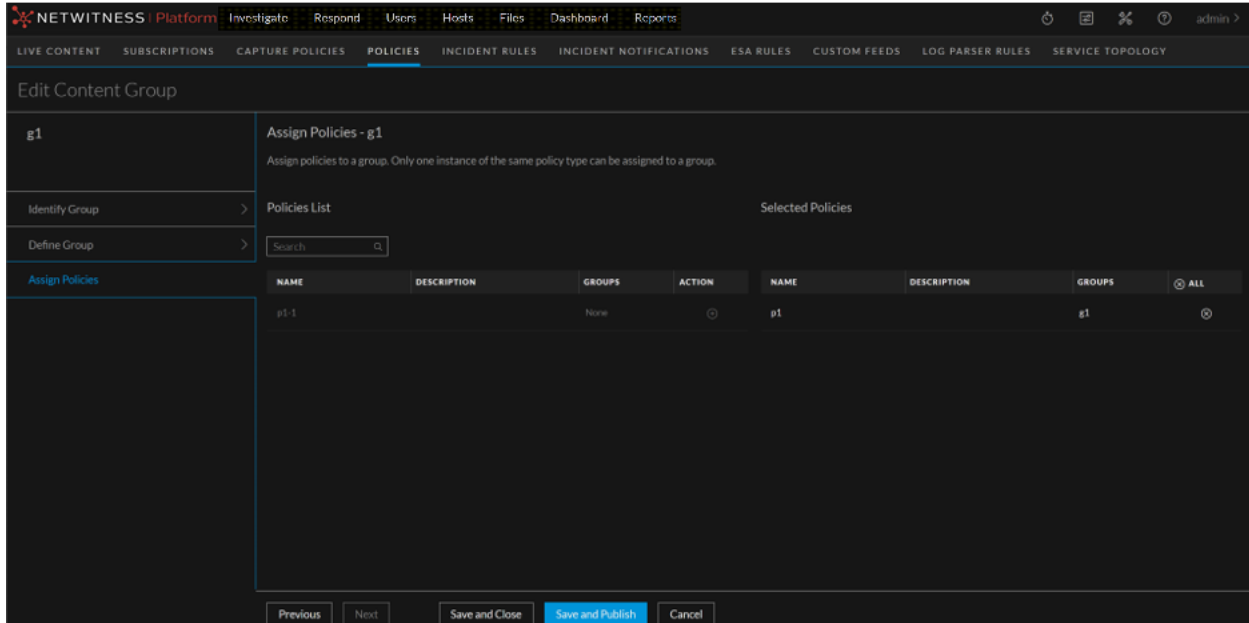 NETWITNESS Platform Investigate Respond Users Hosts Files Dashboard Reports admin >
LIVE CONTENT SUBSCRIPTIONS CAPTURE POLICIES POLICIES INCIDENT RULES INCIDENT NOTIFICATIONS ESA RULES CUSTOM FEEDS LOG PARSER RULES SERVICE TOPOLOGY
Edit Content Group
g1
Identify Group
Define Group
Assign Policies
Assign Policies - g1
Assign policies to a group. Only one instance of the same policy type can be assigned to a group.
Policies List
Search
NAME DESCRIPTION GROUPS ACTION
p1-1 None
Selected Policies
NAME DESCRIPTION GROUPS ALL
p1 g1
Previous Next Save and Close Save and Publish Cancel